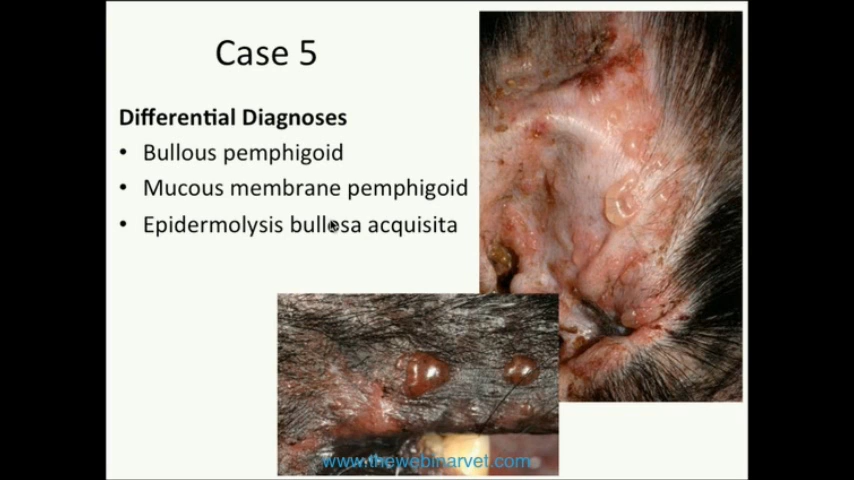 Case 5
Differential Diagnoses
• Bullous pemphigoid
• Mucous membrane pemphigoid
• Epidermolysis bullosa acquisita
www.thewebinarvet.com